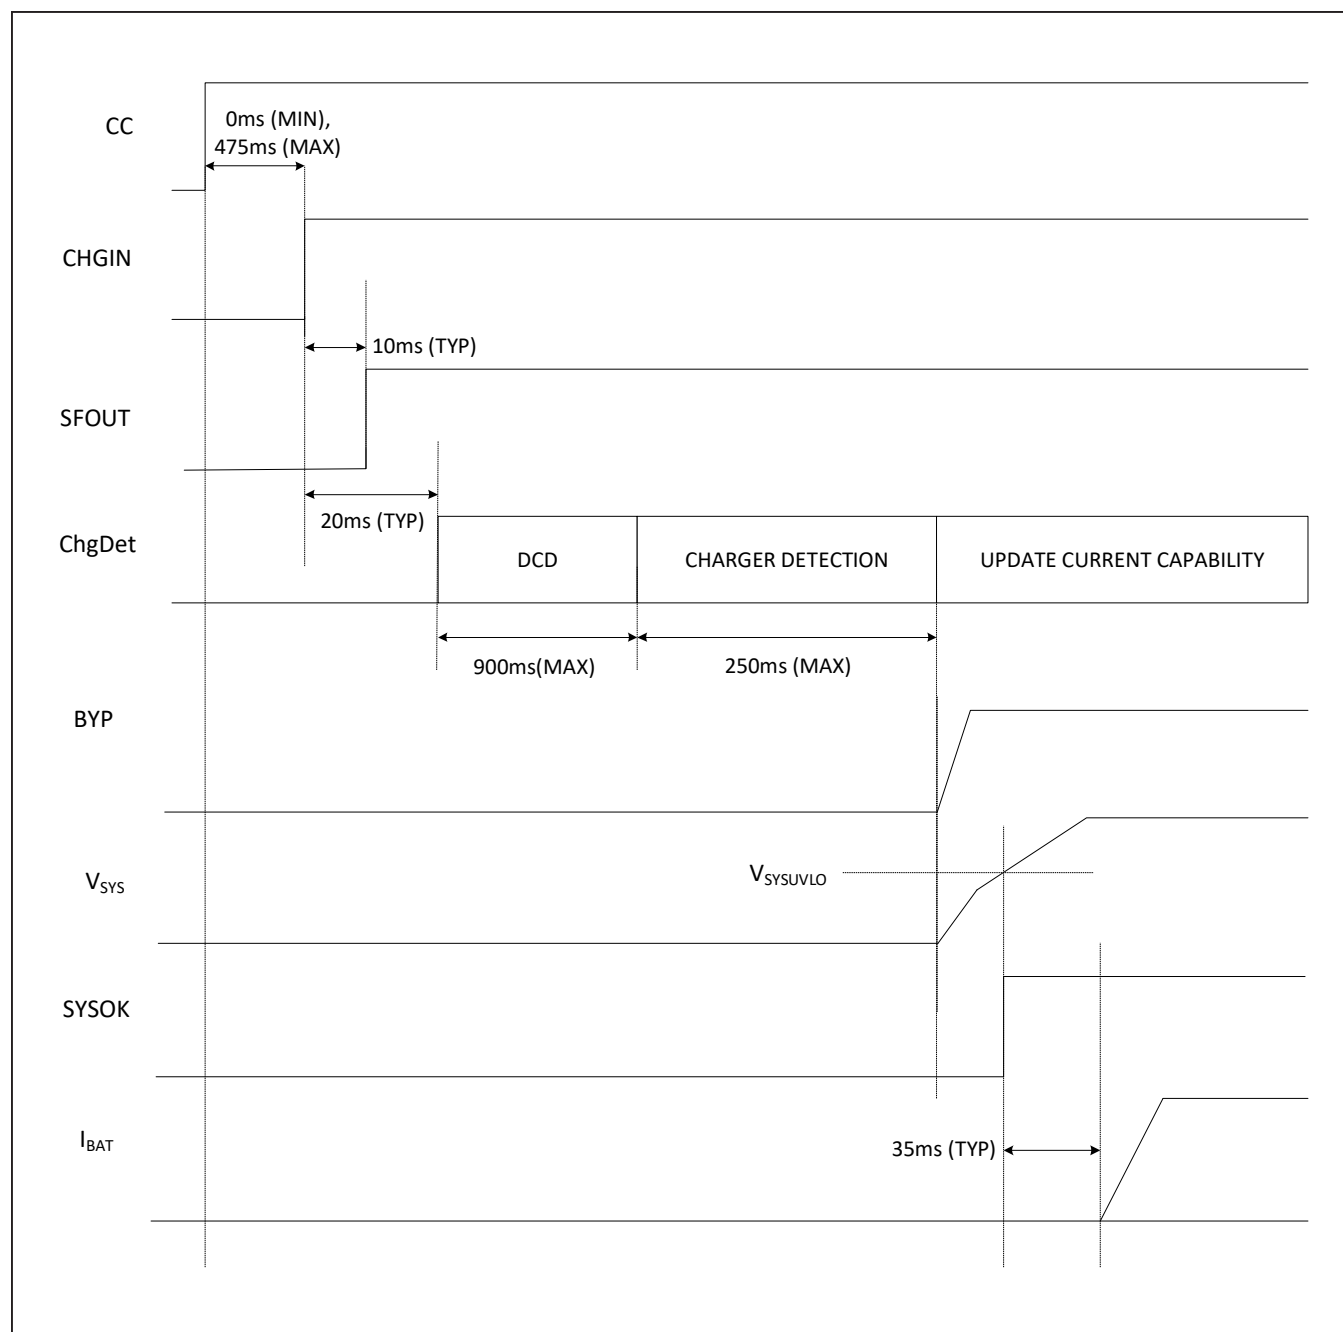 CC
0ms (MIN),
475ms (MAX)
CHGIN
10ms (TYP)
SFOUT
20ms (TYP)
ChgDet
DCD
CHARGER DETECTION
UPDATE CURRENT CAPABILITY
900ms(MAX)
250ms (MAX)
BYP
VSYS
VSYSUVLO
SYSOK
IBAT
35ms (TYP)